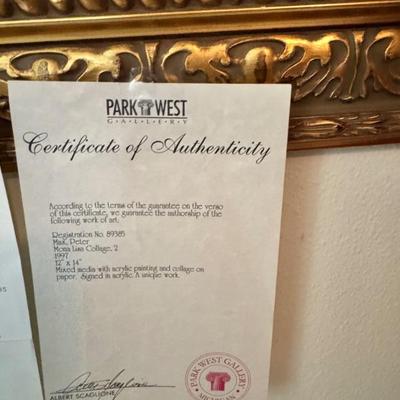 PARK WEST
G·A·L·L·E·R·Y
Certificate of Authenticity
According to the terms of the guarantee on the verso
of this certificate, we guarantee the authorship of the
following work of art.
Registration No. 89385
Max, Peter
Mona Lisa Collage, 2
1997
12" x 14"
Mixed media with acrylic painting and collage on
paper. Signed in acrylic. A unique work.
ALBERT SCAGLIONE
PARK WEST GALLERY
MICHIGAN